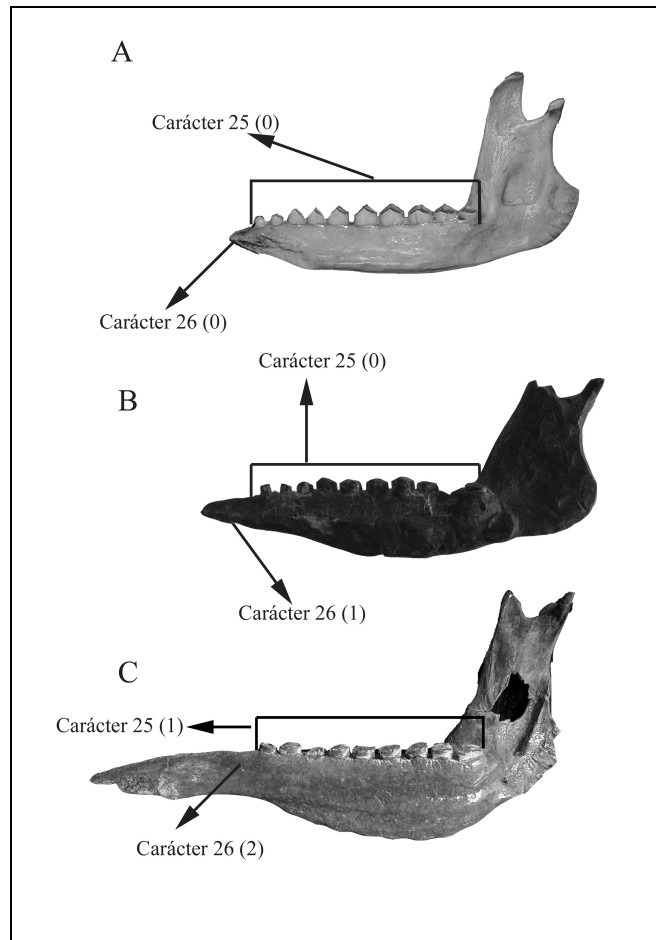 A
Carácter 25 (0)
Carácter 26 (0)
Carácter 25 (0)
B
Carácter 26 (1)
C
Carácter 25 (1)
Carácter 26 (2)